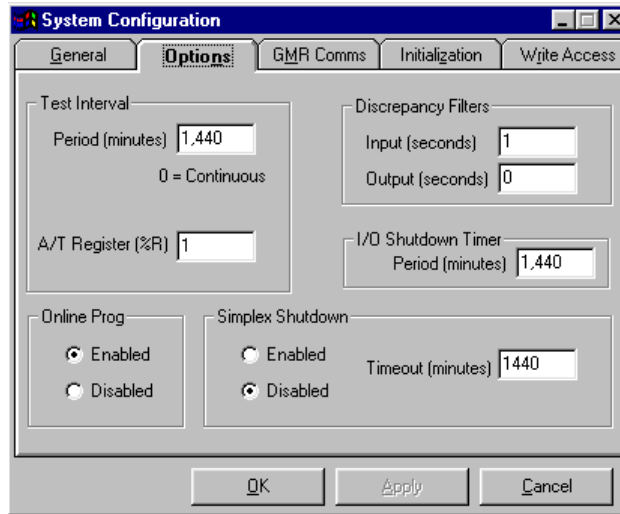 System Configuration
General Options GMR Comms Initialization Write Access
Test Interval
Period (minutes) 1,440
0 = Continuous
A/T Register (%R) 1
Discrepancy Filters
Input (seconds) 1
Output (seconds) 0
I/O Shutdown Timer
Period (minutes) 1,440
Online Prog
Enabled
Disabled
Simplex Shutdown
Enabled
Disabled
Timeout (minutes) 1440
OK Apply Cancel